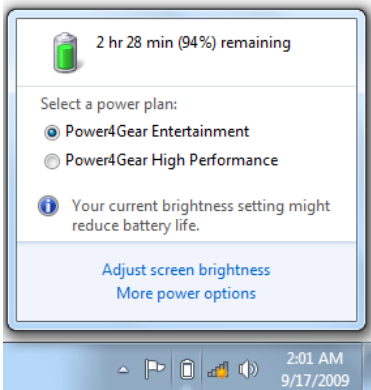 2 hr 28 min (94%) remaining
Select a power plan:
Power4Gear Entertainment
Power4Gear High Performance
Your current brightness setting might
reduce battery life.
Adjust screen brightness
More power options
2:01 AM
9/17/2009